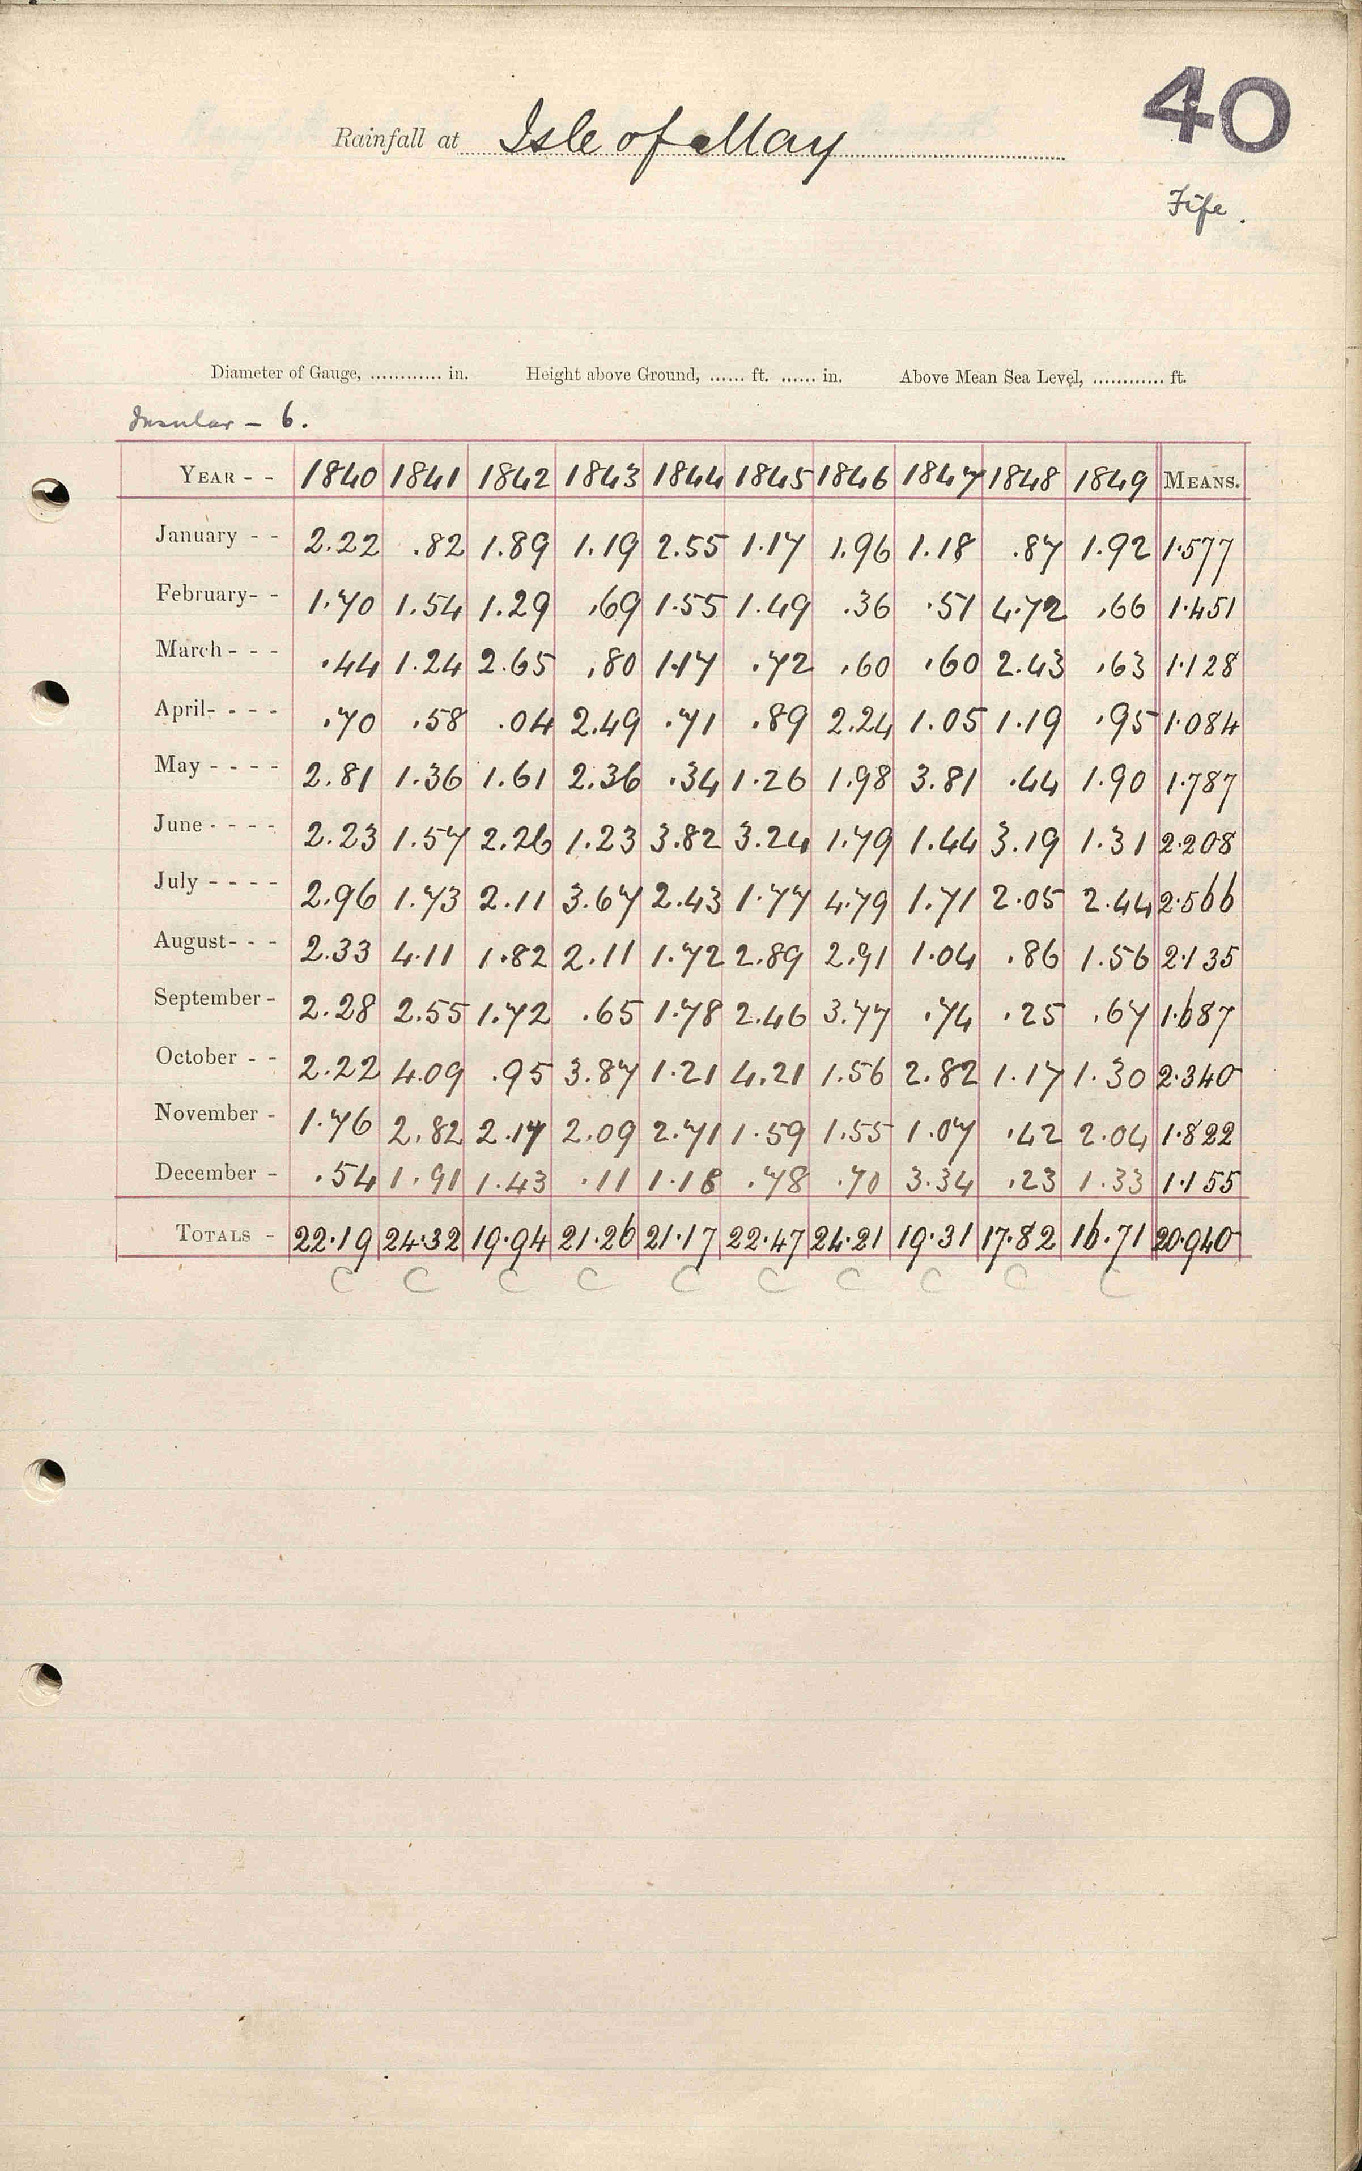 40
Rainfall at Isle of May
Fife.
Diameter of Gauge, ............ in. Height above Ground, ...... ft. ...... in. Above Mean Sea Level, ............ ft.
Insular - 6.
YEAR - - 1840 1841 1842 1843 1844 1845 1846 1847 1848 1849 MEANS.
January - - 2.22 .82 1.89 1.19 2.55 1.17 1.96 1.18 .87 1.92 1.577
February- - 1.70 1.54 1.29 .69 1.55 1.49 .36 .51 4.72 .66 1.451
March - - - .44 1.24 2.65 .80 1.17 .72 .60 .60 2.43 .63 1.128
April- - - - .70 .58 .04 2.49 .71 .89 2.24 1.05 1.19 .95 1.084
May - - - - 2.81 1.36 1.61 2.36 .34 1.26 1.98 3.81 .44 1.90 1.787
June - - - - 2.23 1.57 2.26 1.23 3.82 3.24 1.79 1.44 3.19 1.31 2.208
July - - - - 2.96 1.73 2.11 3.67 2.43 1.77 4.79 1.71 2.05 2.44 2.566
August- - - 2.33 4.11 1.82 2.11 1.72 2.89 2.91 1.04 .86 1.56 2.135
September - 2.28 2.55 1.72 .65 1.78 2.46 3.77 .74 .25 .67 1.687
October - - 2.22 4.09 .95 3.87 1.21 4.21 1.56 2.82 1.17 1.30 2.340
November - 1.76 2.82 2.17 2.09 2.71 1.59 1.55 1.07 .42 2.04 1.822
December - .54 1.91 1.43 .11 1.18 .78 .70 3.34 .23 1.33 1.155
TOTALS - 22.19 24.32 19.94 21.26 21.17 22.47 24.21 19.31 17.82 16.71 20.940
C C C C C C C C C C